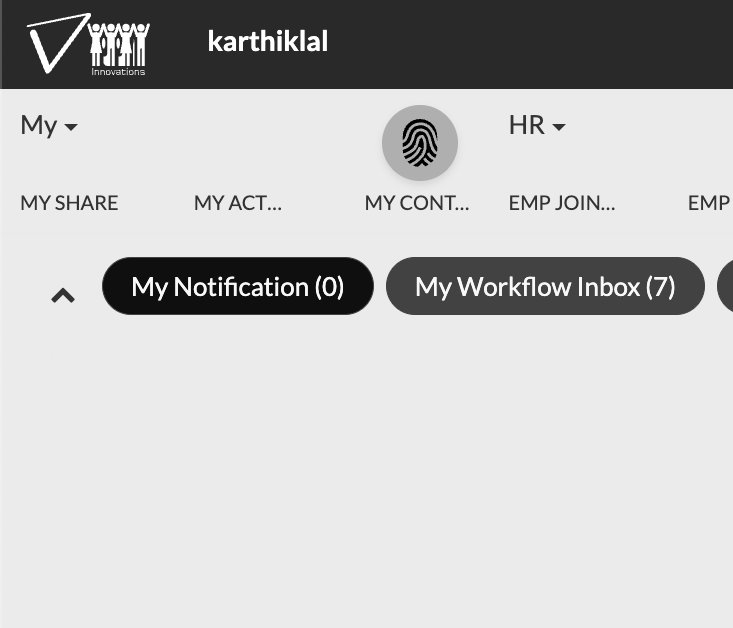 Innovations
karthiklal
My HR
MY SHARE MY ACT... MY CONT... EMP JOIN... EMP
My Notification (0) My Workflow Inbox (7)